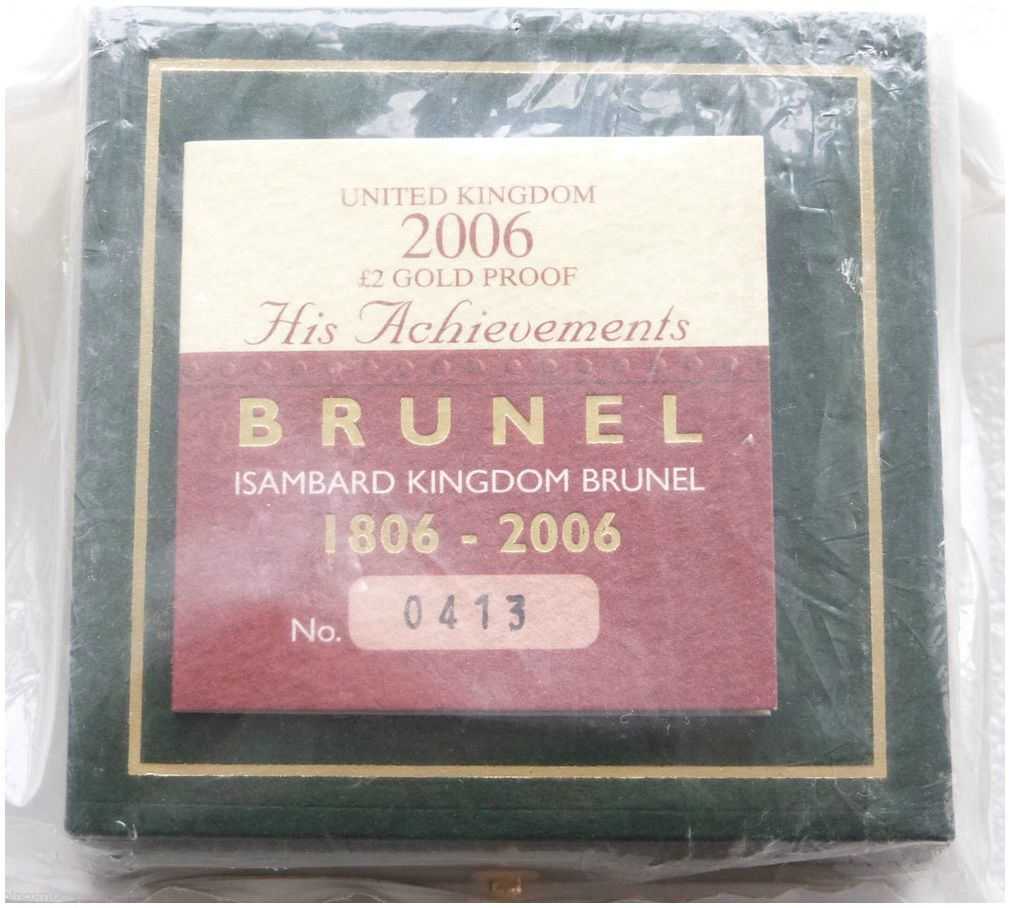 UNITED KINGDOM
2006
£2 GOLD PROOF
His Achievements
BRUNEL
ISAMBARD KINGDOM BRUNEL
1806 - 2006
No. 0413